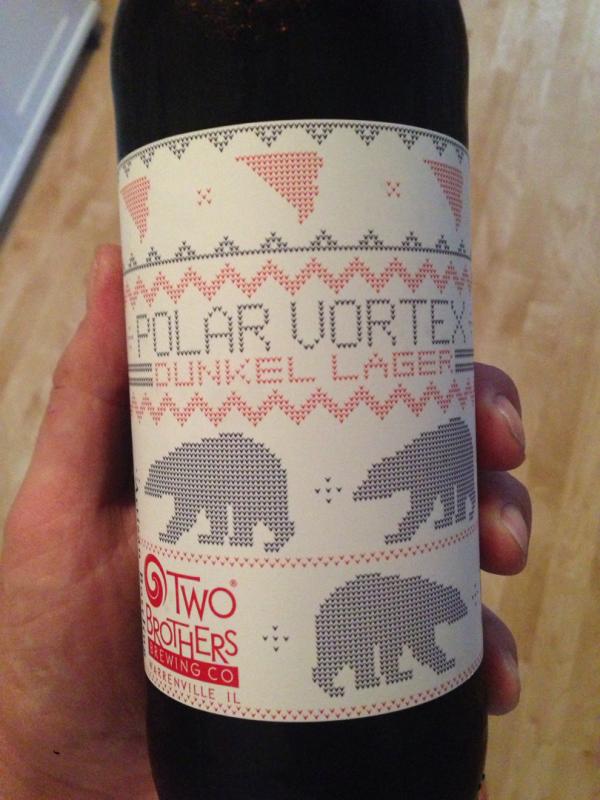 POLAR VORTEX
DUNKEL LAGER
TWO®
BROTHERS
BREWING CO
WARRENVILLE IL